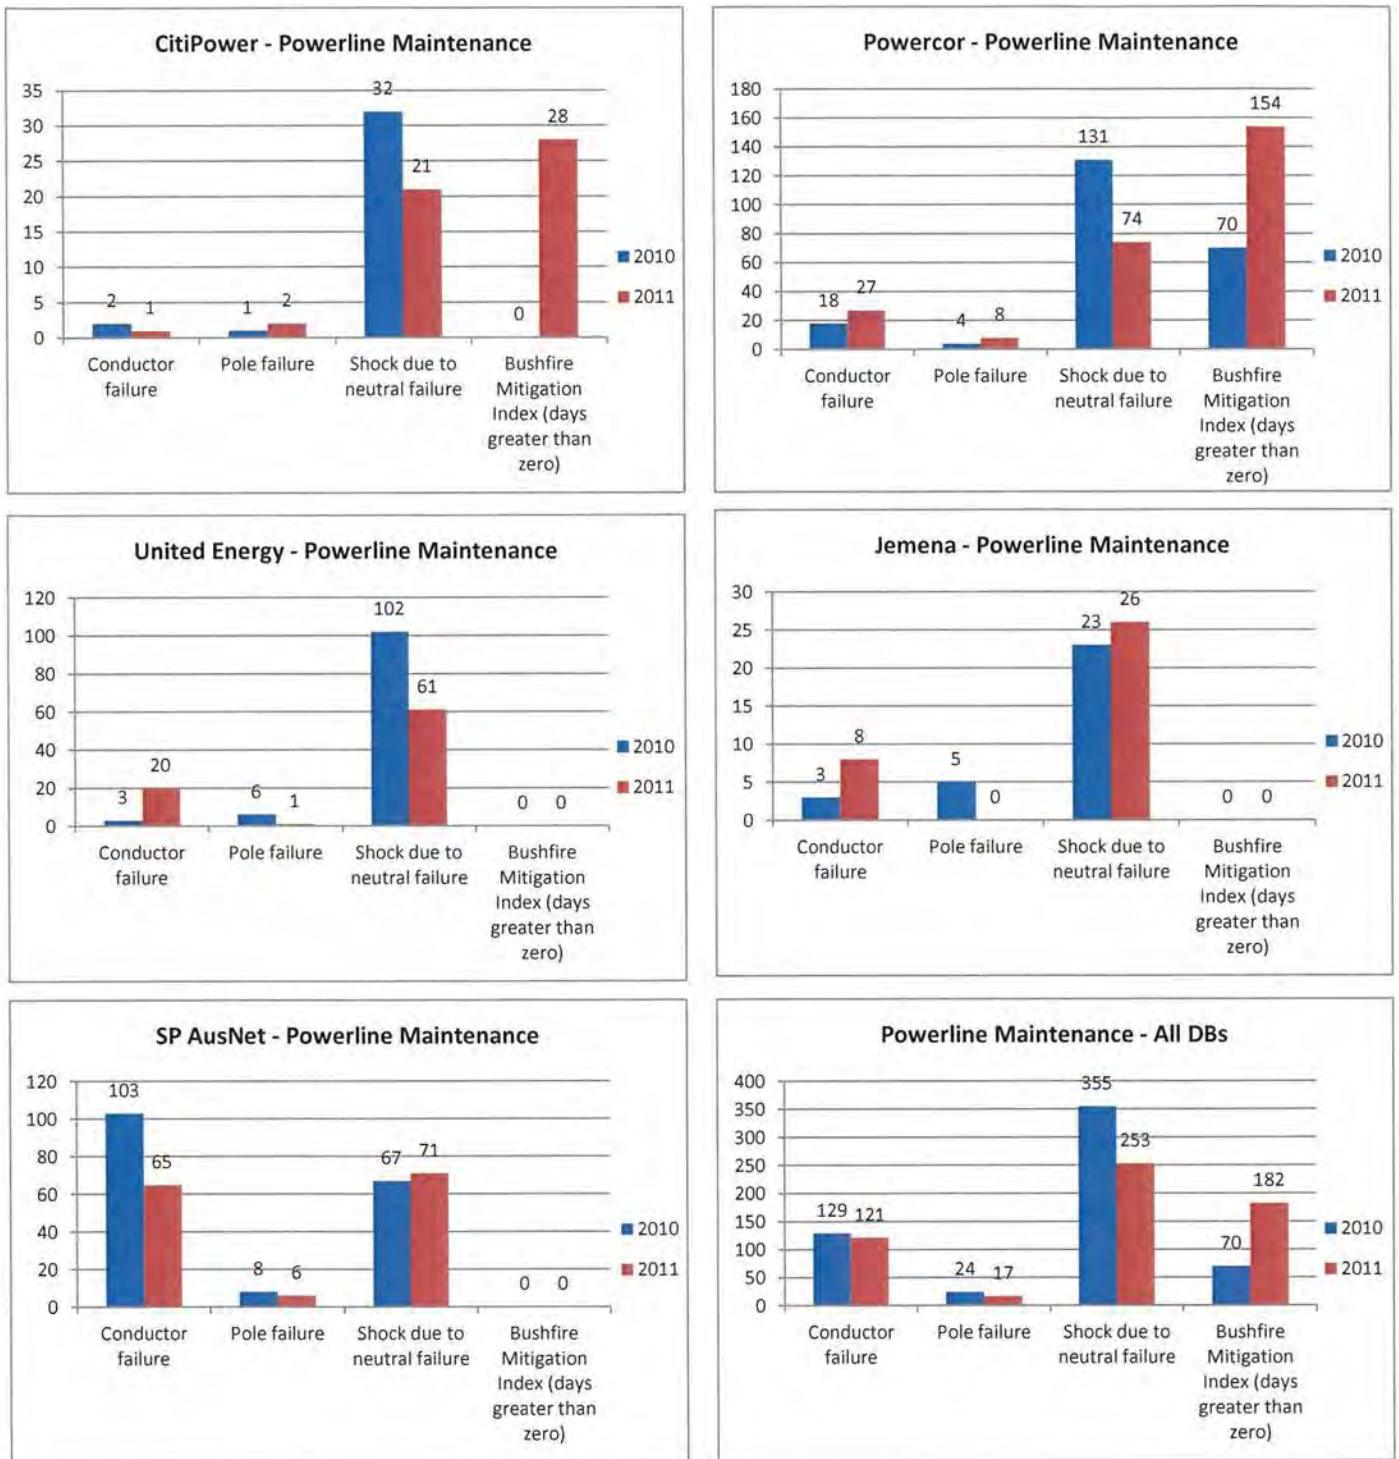 CitiPower - Powerline Maintenance
35
30
25
20
15
10
5
0
2
1
1
2
32
21
0
28
Conductor
failure
Pole failure
Shock due to
neutral failure
Bushfire
Mitigation
Index (days
greater than
zero)
2010
2011
Powercor - Powerline Maintenance
180
160
140
120
100
80
60
40
20
0
18
27
4
8
131
74
70
154
Conductor
failure
Pole failure
Shock due to
neutral failure
Bushfire
Mitigation
Index (days
greater than
zero)
2010
2011
United Energy - Powerline Maintenance
120
100
80
60
40
20
0
3
20
6
1
102
61
0
0
Conductor
failure
Pole failure
Shock due to
neutral failure
Bushfire
Mitigation
Index (days
greater than
zero)
2010
2011
Jemena - Powerline Maintenance
30
25
20
15
10
5
0
3
8
5
0
23
26
0
0
Conductor
failure
Pole failure
Shock due to
neutral failure
Bushfire
Mitigation
Index (days
greater than
zero)
2010
2011
SP AusNet - Powerline Maintenance
120
100
80
60
40
20
0
103
65
8
6
67
71
0
0
Conductor
failure
Pole failure
Shock due to
neutral failure
Bushfire
Mitigation
Index (days
greater than
zero)
2010
2011
Powerline Maintenance - All DBs
400
350
300
250
200
150
100
50
0
129
121
24
17
355
253
70
182
Conductor
failure
Pole failure
Shock due to
neutral failure
Bushfire
Mitigation
Index (days
greater than
zero)
2010
2011